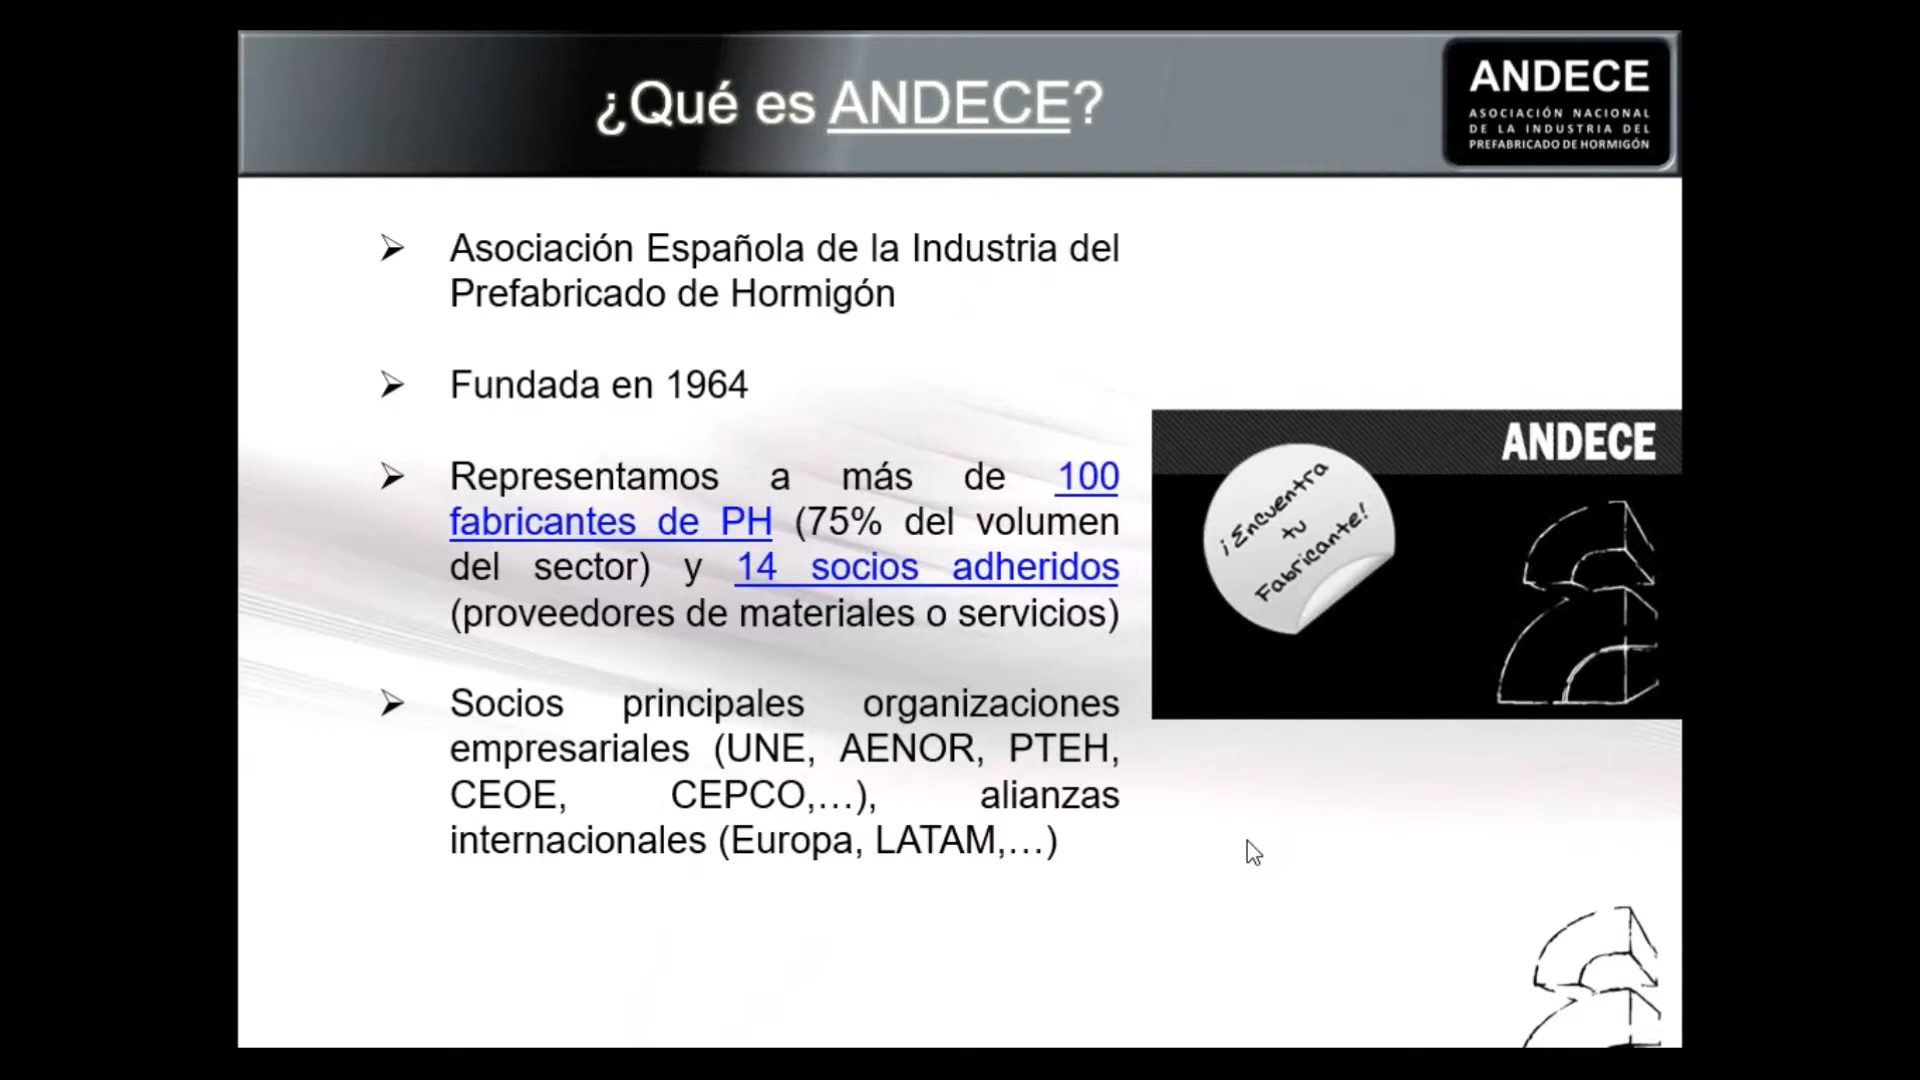 ¿Qué es ANDECE?
ANDECE
ASOCIACIÓN NACIONAL
DE LA INDUSTRIA DEL
PREFABRICADO DE HORMIGÓN
Asociación Española de la Industria del
Prefabricado de Hormigón
Fundada en 1964
Representamos a más de 100
fabricantes de PH (75% del volumen
del sector) y 14 socios adheridos
(proveedores de materiales o servicios)
Socios principales organizaciones
empresariales (UNE, AENOR, PTEH,
CEOE, CEPCO,…), alianzas
internacionales (Europa, LATAM,…)
ANDECE
¡Encuentra
tu
Fabricante!